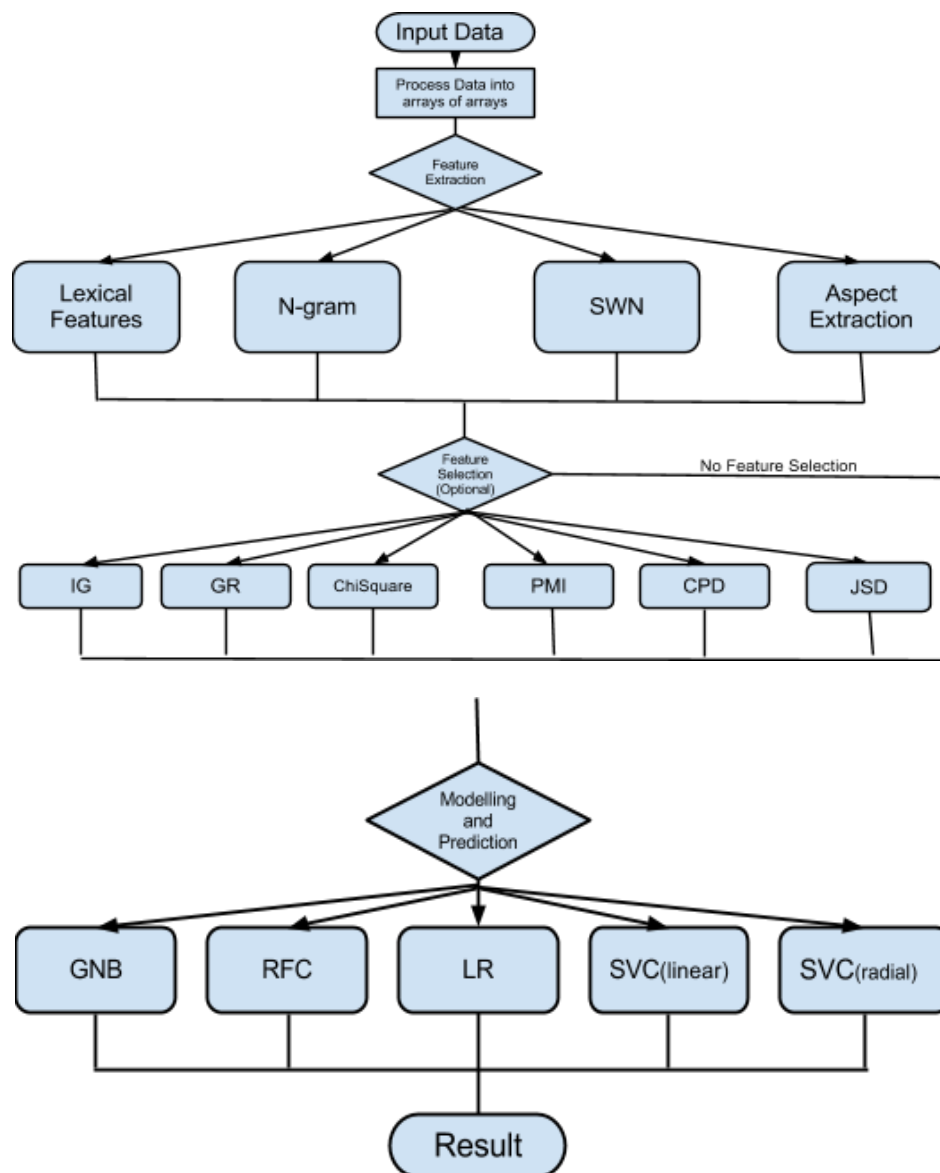 Input Data
Process Data into
arrays of arrays
Feature
Extraction
Lexical
Features
N-gram
SWN
Aspect
Extraction
Feature
Selection
(Optional)
No Feature Selection
IG
GR
ChiSquare
PMI
CPD
JSD
Modelling
and
Prediction
GNB
RFC
LR
SVC(linear)
SVC(radial)
Result